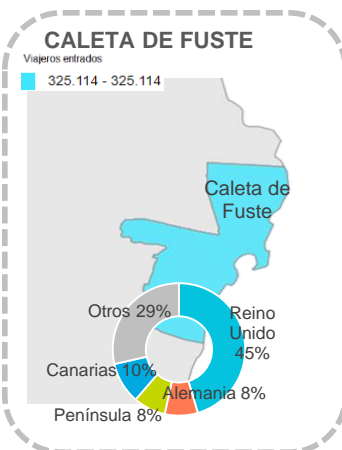 CALETA DE FUSTE
Viajeros entrados
325.114 - 325.114
Caleta de
Fuste
Otros 29%
Reino
Unido
45%
Canarias 10%
Alemania 8%
Península 8%